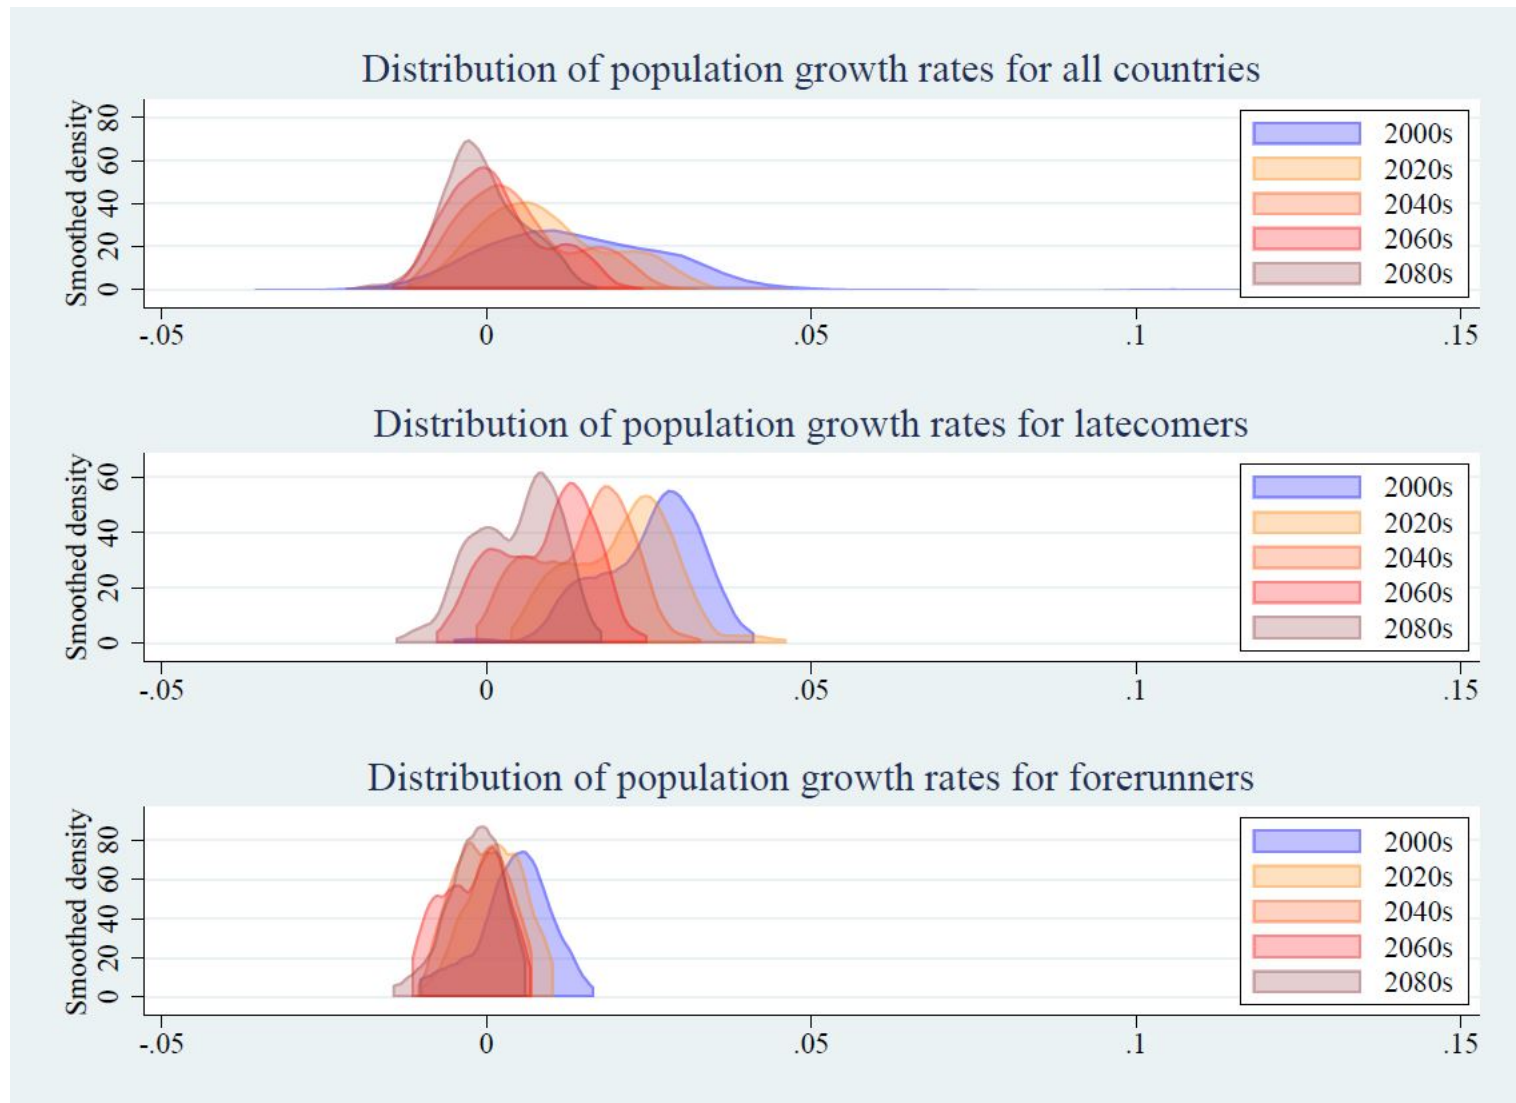 Distribution of population growth rates for all countries
Smoothed density
80
60
40
20
0
2000s
2020s
2040s
2060s
2080s
-.05 0 .05 .1 .15
Distribution of population growth rates for latecomers
Smoothed density
60
40
20
0
2000s
2020s
2040s
2060s
2080s
-.05 0 .05 .1 .15
Distribution of population growth rates for forerunners
Smoothed density
80
60
40
20
0
2000s
2020s
2040s
2060s
2080s
-.05 0 .05 .1 .15